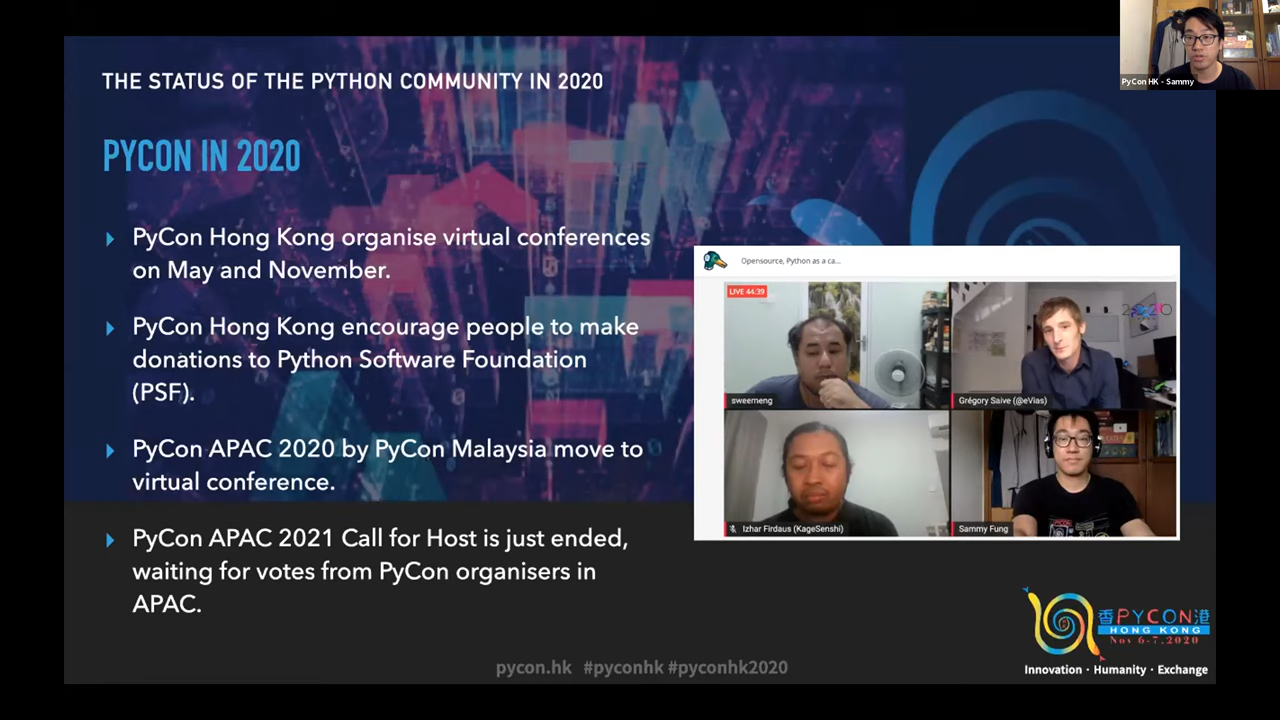 PyCon HK - Sammy
THE STATUS OF THE PYTHON COMMUNITY IN 2020
PYCON IN 2020
PyCon Hong Kong organise virtual conferences
on May and November.
PyCon Hong Kong encourage people to make
donations to Python Software Foundation
(PSF).
PyCon APAC 2020 by PyCon Malaysia move to
virtual conference.
PyCon APAC 2021 Call for Host is just ended,
waiting for votes from PyCon organisers in
APAC.
Opensource, Python as a ca...
LIVE 44:39
sweemeng
Grégory Saive (@eVias)
Izhar Firdaus (KageSenshi)
Sammy Fung
香PYCON港
HONG KONG
Nov 6-7, 2020
Innovation · Humanity · Exchange
pycon.hk #pyconhk #pyconhk2020